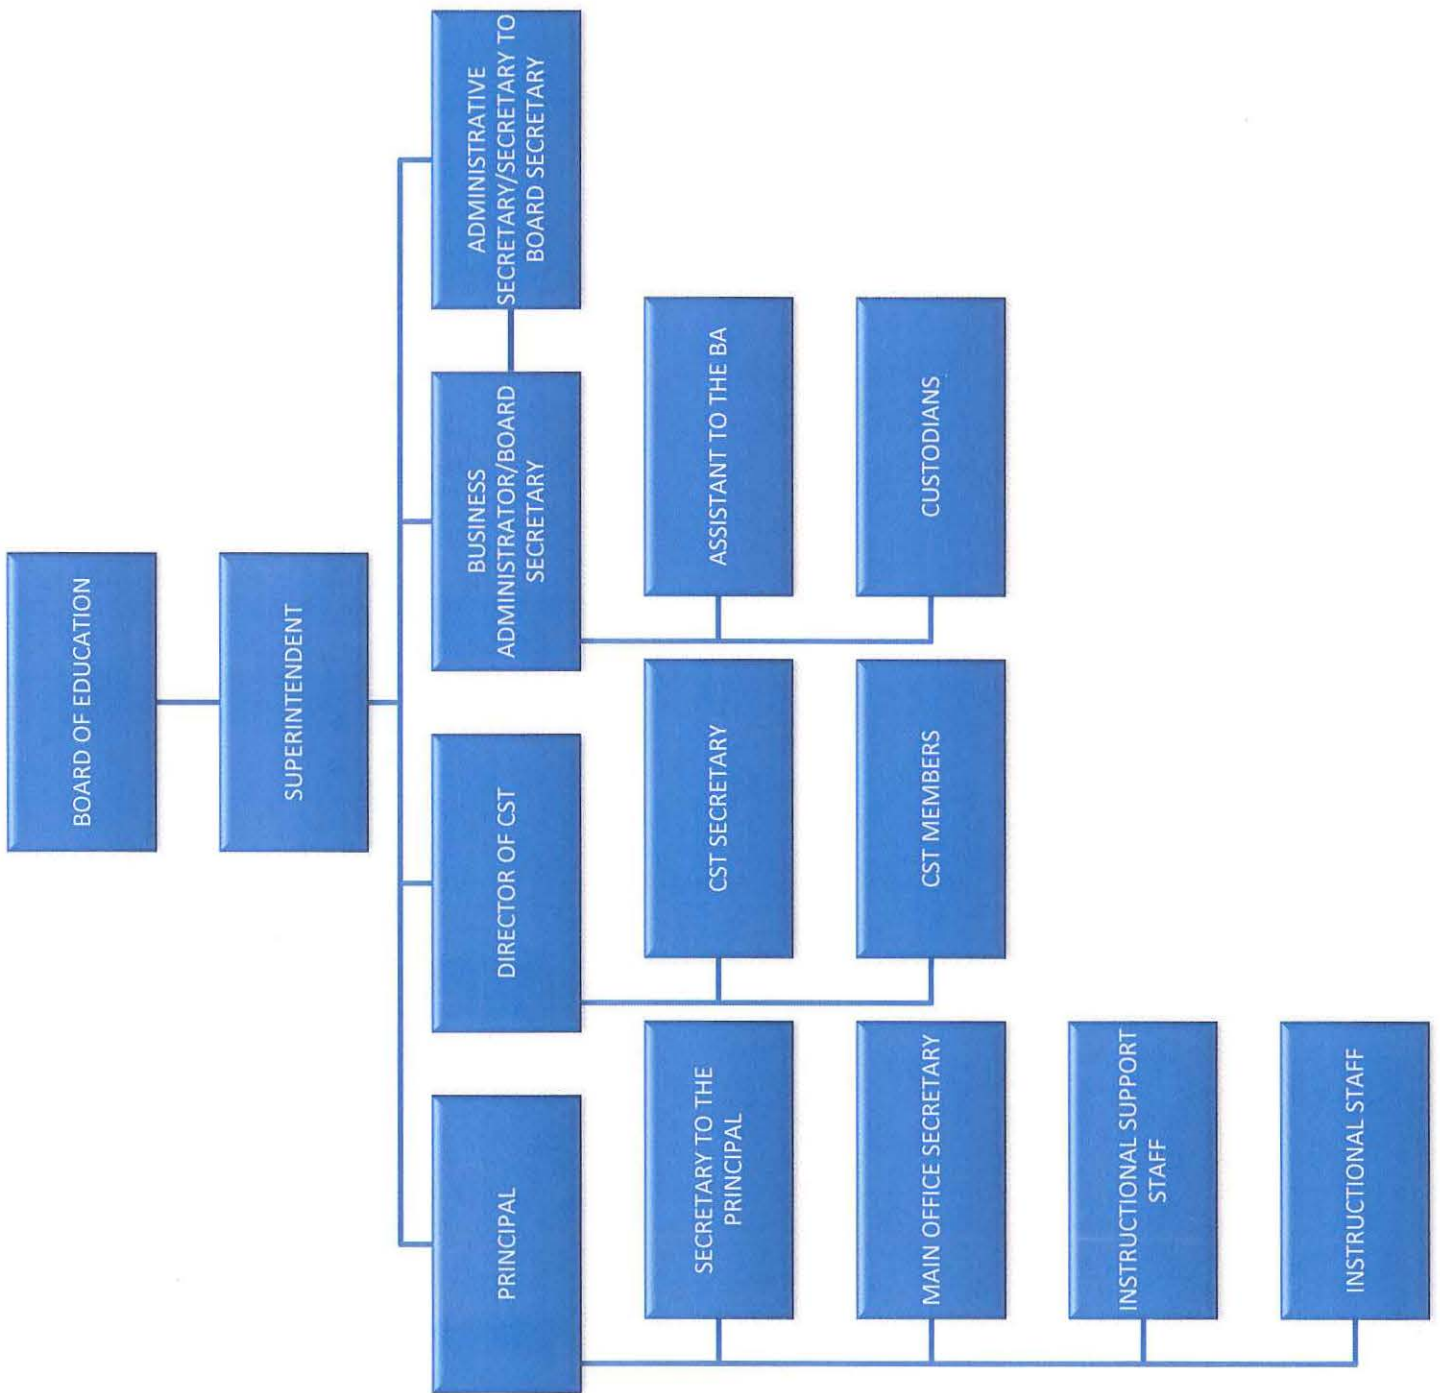 BOARD OF EDUCATION
SUPERINTENDENT
PRINCIPAL
DIRECTOR OF CST
BUSINESS
ADMINISTRATOR/BOARD
SECRETARY
ADMINISTRATIVE
SECRETARY/SECRETARY TO
BOARD SECRETARY
SECRETARY TO THE
PRINCIPAL
CST SECRETARY
ASSISTANT TO THE BA
MAIN OFFICE SECRETARY
CST MEMBERS
CUSTODIANS
INSTRUCTIONAL SUPPORT
STAFF
INSTRUCTIONAL STAFF